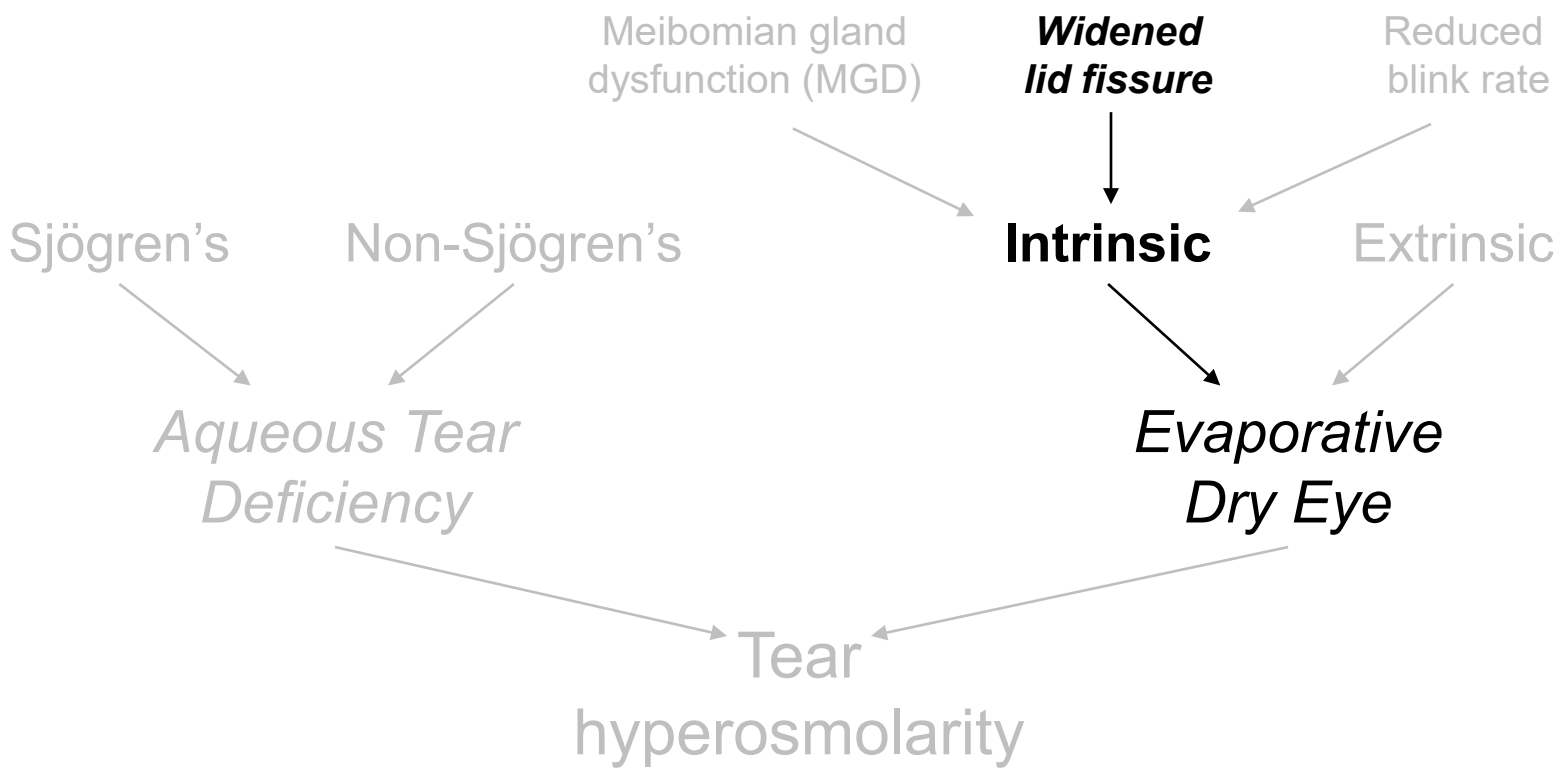 Meibomian gland
dysfunction (MGD)
Widened
lid fissure
Reduced
blink rate
Sjögren’s
Non-Sjögren’s
Intrinsic
Extrinsic
Aqueous Tear
Deficiency
Evaporative
Dry Eye
Tear
hyperosmolarity